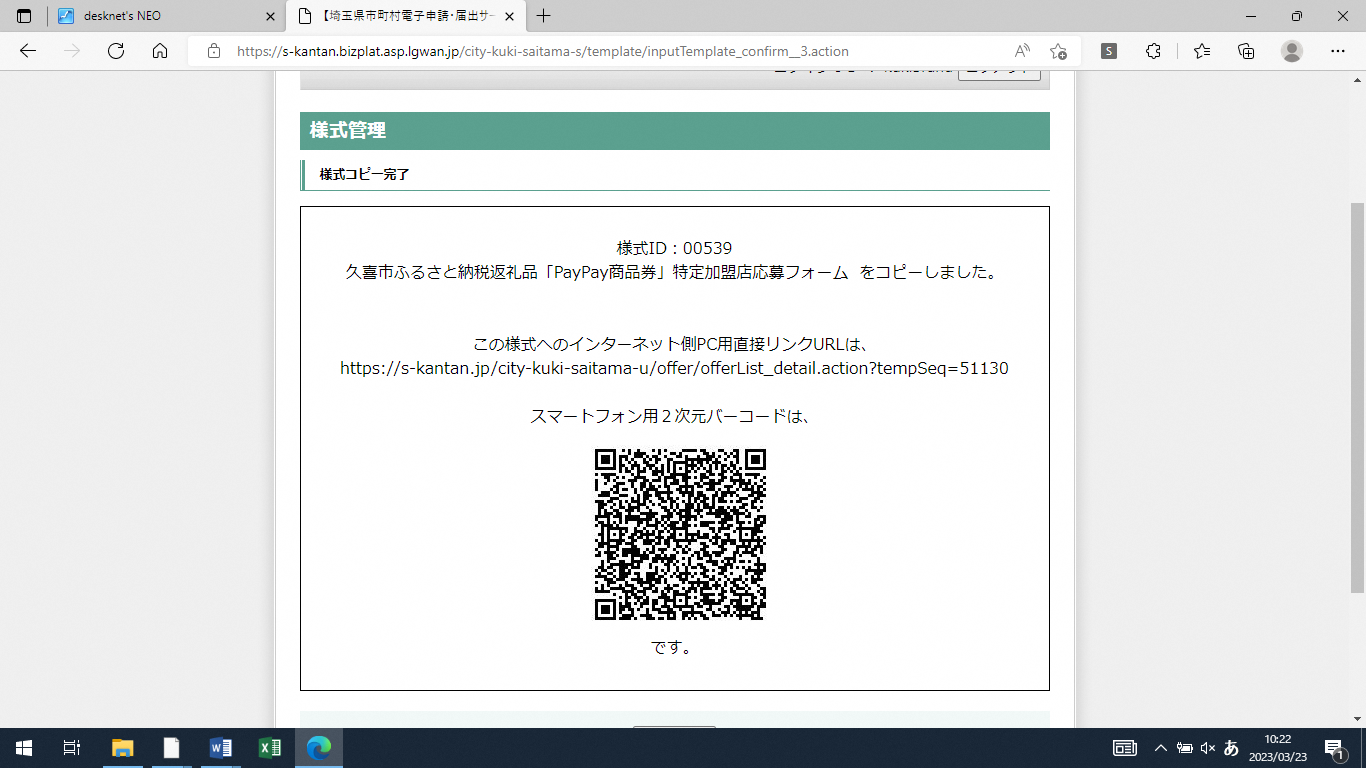 desknet's NEO
【埼玉県市町村電子申請・届出サー
https://s-kantan.bizplat.asp.lgwan.jp/city-kuki-saitama-s/template/inputTemplate_confirm__3.action
様式管理
様式コピー完了
様式ID：00539
久喜市ふるさと納税返礼品「PayPay商品券」特定加盟店応募フォーム をコピーしました。
この様式へのインターネット側PC用直接リンクURLは、
https://s-kantan.jp/city-kuki-saitama-u/offer/offerList_detail.action?tempSeq=51130
スマートフォン用２次元バーコードは、
です。
あ
10:22
2023/03/23
1